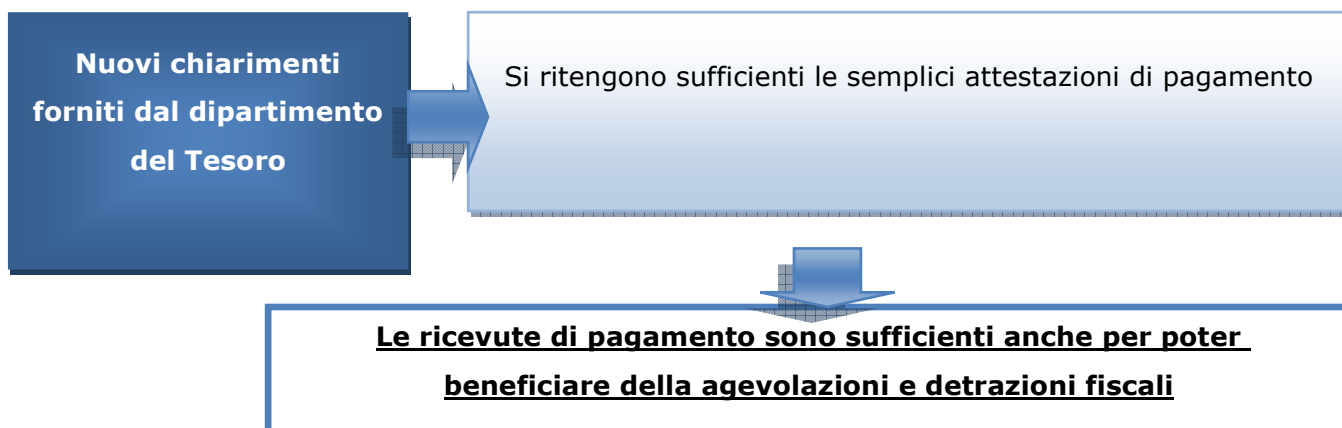 Nuovi chiarimenti
forniti dal dipartimento
del Tesoro
Si ritengono sufficienti le semplici attestazioni di pagamento
Le ricevute di pagamento sono sufficienti anche per poter
beneficiare della agevolazioni e detrazioni fiscali